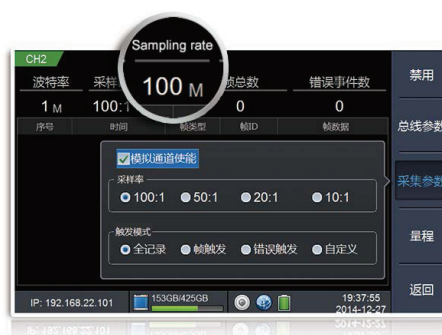 CH2
Sampling rate
100 M
波特率 采样 帧总数 错误事件数
1 M 100:1 0 0
序号 时间 帧类型 帧ID 帧数据
模拟通道使能
采样率
100:1 50:1 20:1 10:1
触发模式
全记录 帧触发 错误触发 自定义
禁用
总线参数
采集参数
量程
返回
IP: 192.168.22.101 153GB/425GB 19:37:55
2014-12-27